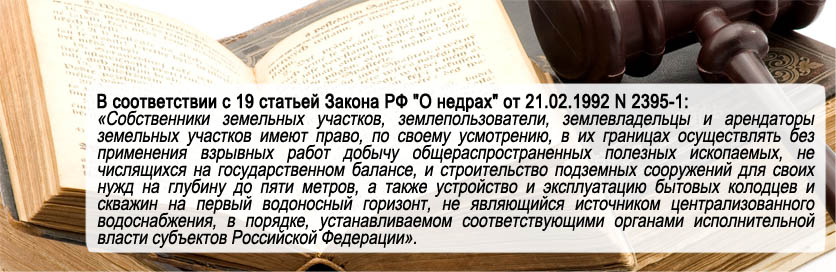 В соответствии с 19 статьей Закона РФ "О недрах" от 21.02.1992 N 2395-1:
«Собственники земельных участков, землепользователи, землевладельцы и арендаторы
земельных участков имеют право, по своему усмотрению, в их границах осуществлять без
применения взрывных работ добычу общераспространенных полезных ископаемых, не
числящихся на государственном балансе, и строительство подземных сооружений для своих
нужд на глубину до пяти метров, а также устройство и эксплуатацию бытовых колодцев и
скважин на первый водоносный горизонт, не являющийся источником централизованного
водоснабжения, в порядке, устанавливаемом соответствующими органами исполнительной
власти субъектов Российской Федерации».